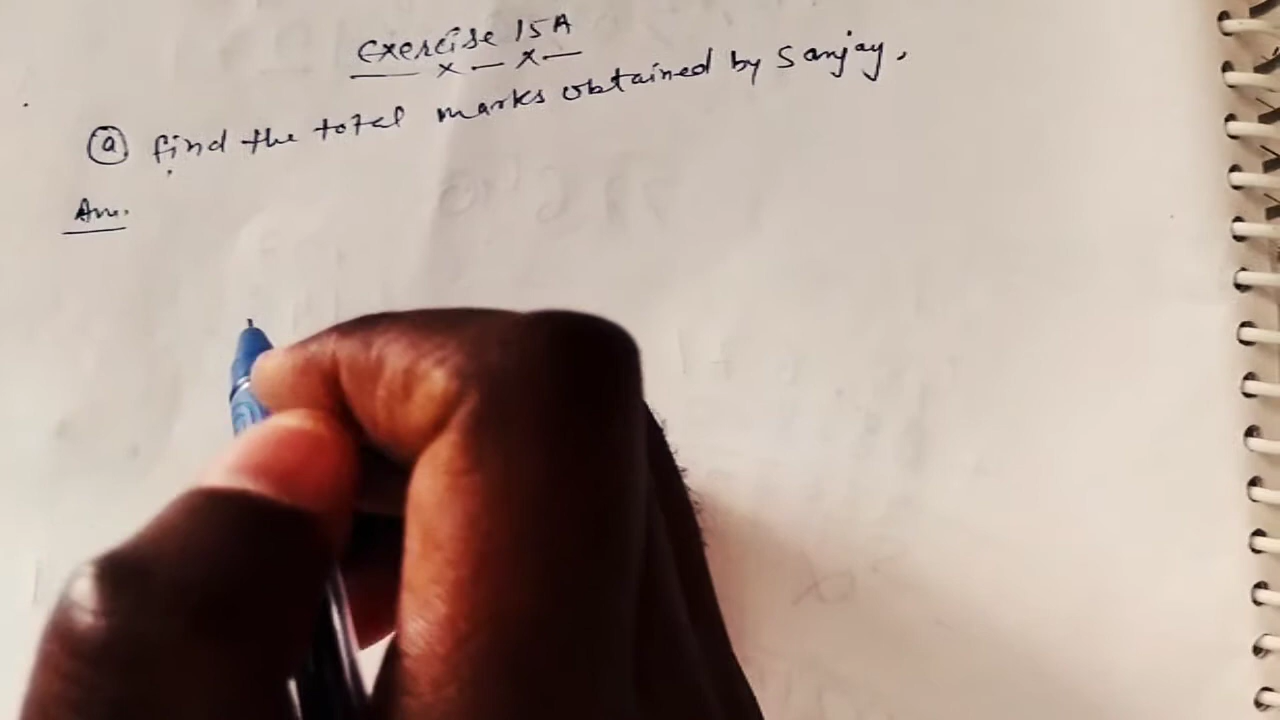 Exercise 15A
ⓐ find the total marks obtained by Sanjay.
Ans.